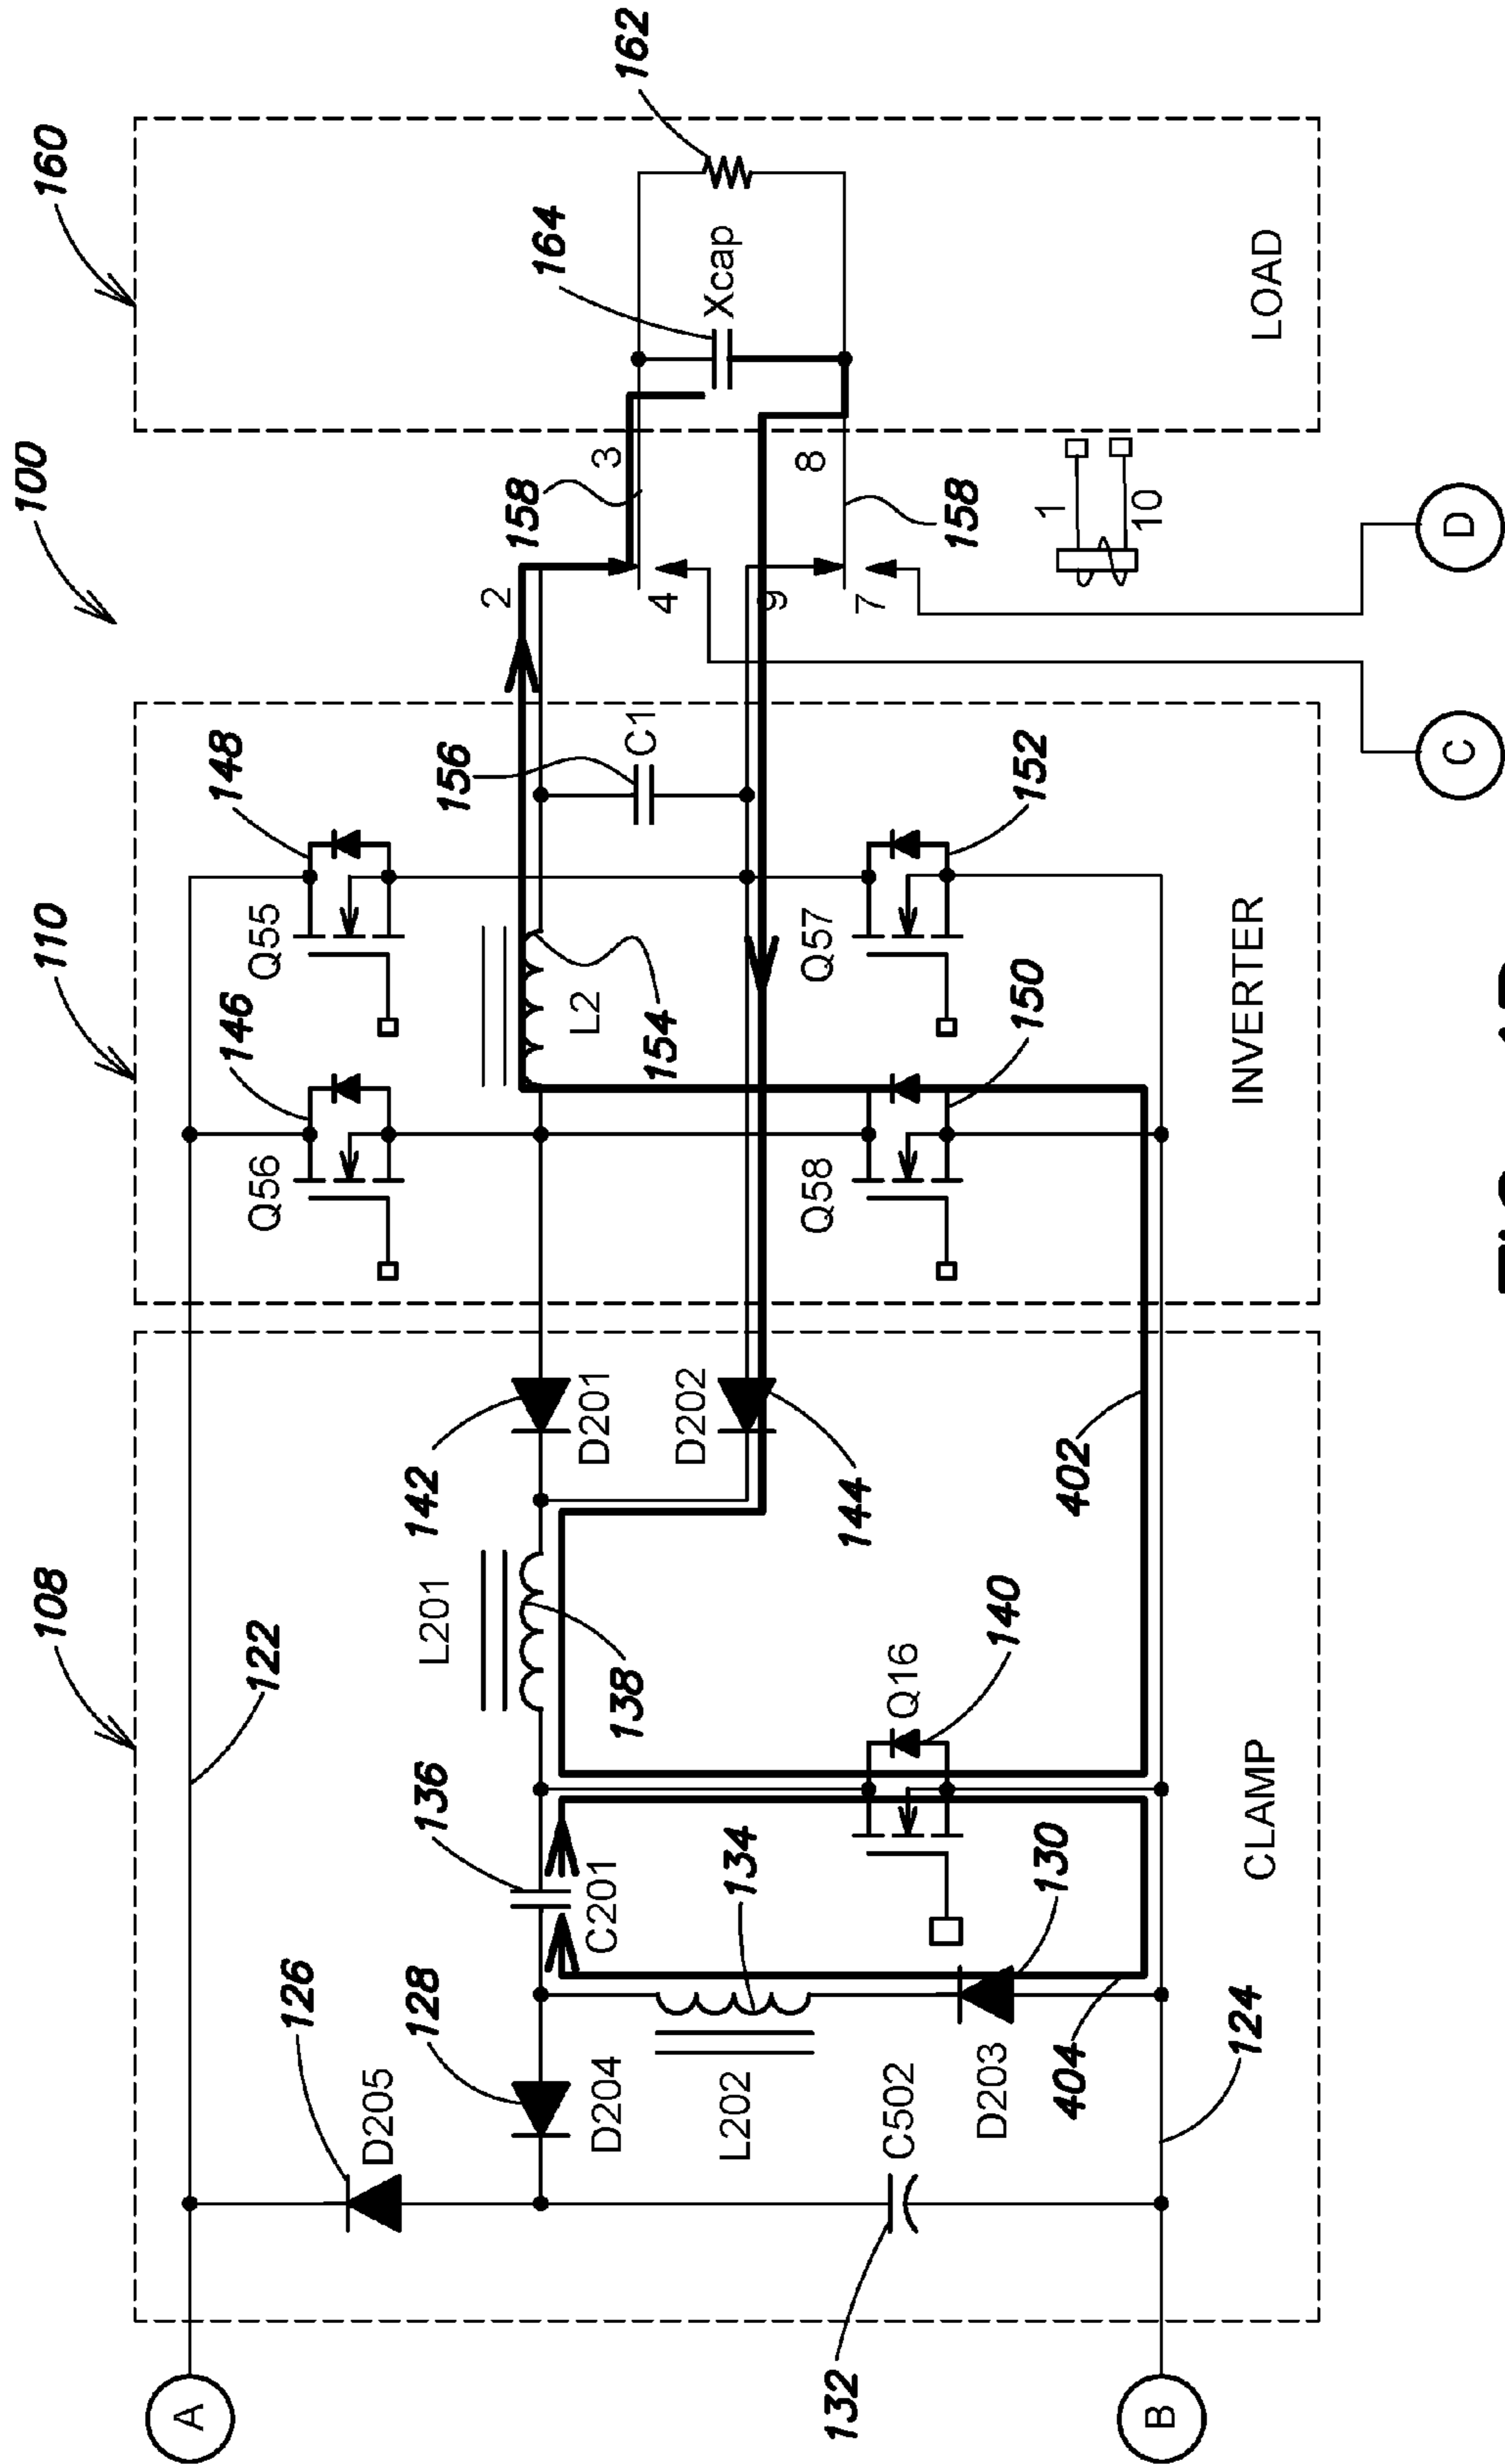 100
108
110
160
A
122
146
148
Q56
Q55
126
D205
128
136
142
L201
156
2
158
164
162
D204
C201
138
D201
L2
C1
3
4
Xcap
D202
154
L202
134
9
8
7
132
C502
Q16
144
Q58
Q57
158
D203
130
140
150
152
404
402
1
10
B
124
CLAMP
INVERTER
LOAD
C
D